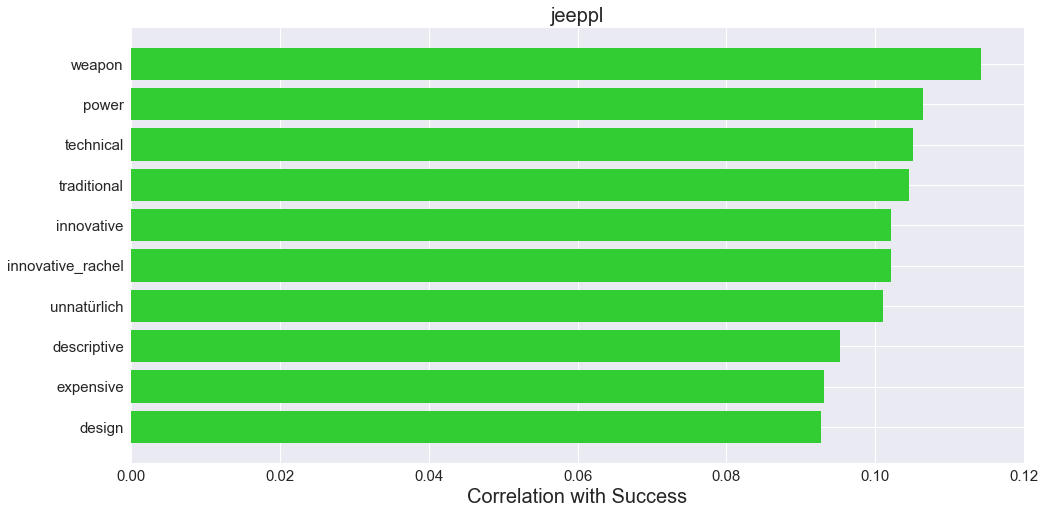 jeeppl
weapon
power
technical
traditional
innovative
innovative_rachel
unnatürlich
descriptive
expensive
design
0.00 0.02 0.04 0.06 0.08 0.10 0.12
Correlation with Success